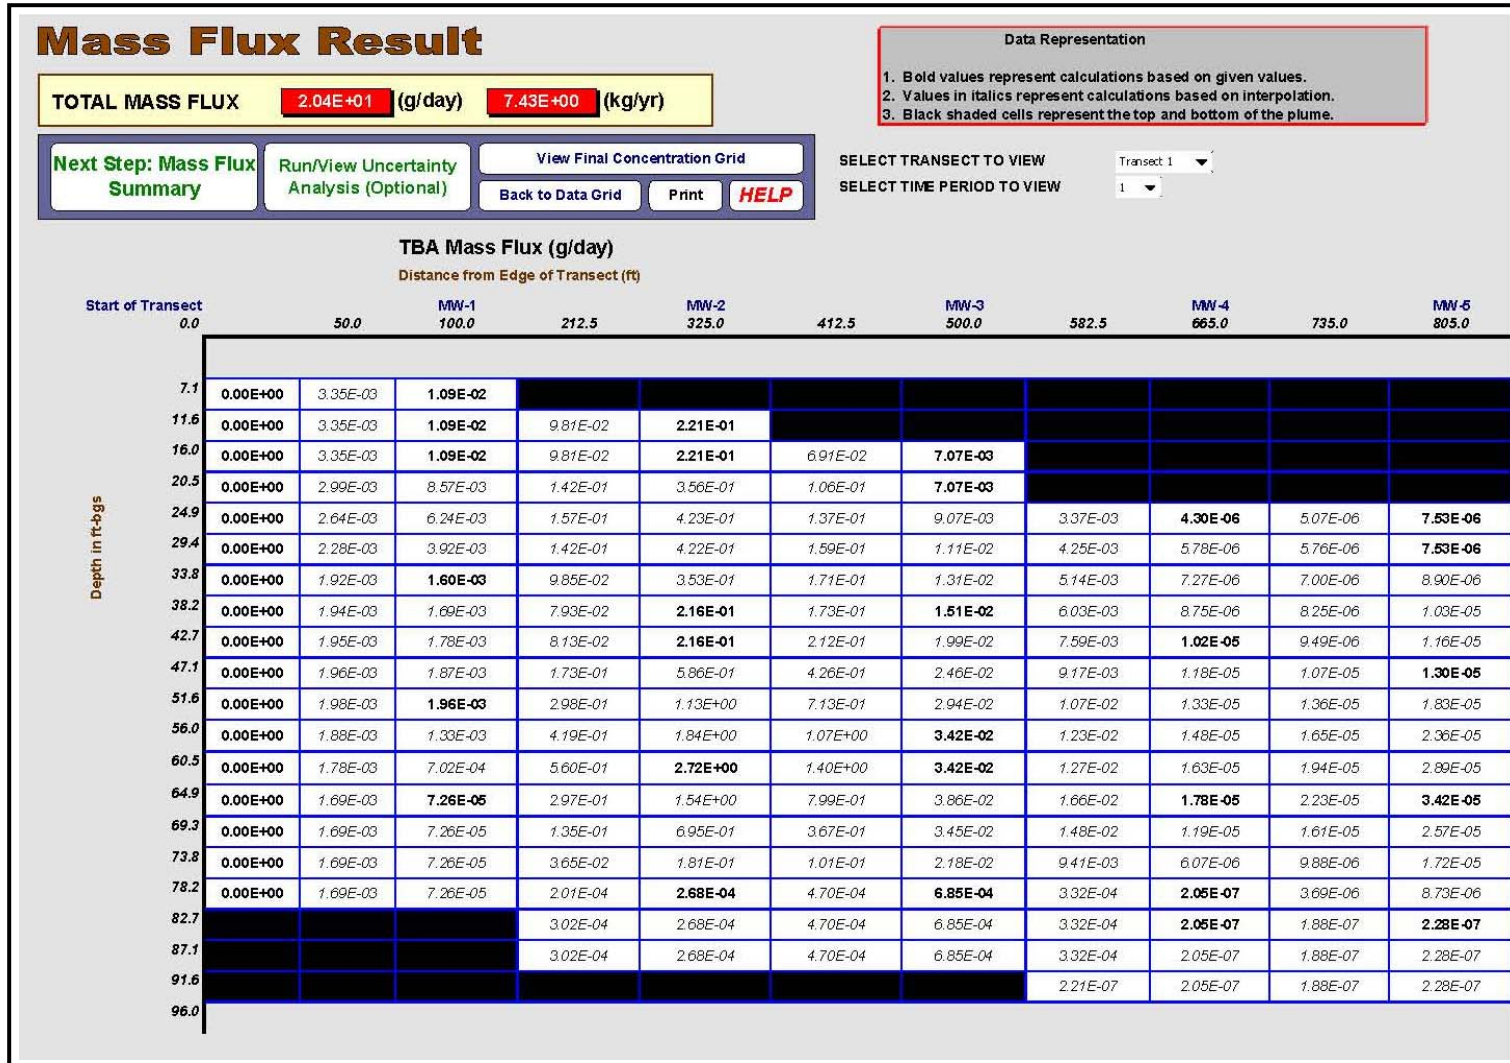 Mass Flux Result
TOTAL MASS FLUX 2.04E+01 (g/day) 7.43E+00 (kg/yr)
Data Representation
1. Bold values represent calculations based on given values.
2. Values in italics represent calculations based on interpolation.
3. Black shaded cells represent the top and bottom of the plume.
Next Step: Mass Flux
Summary
Run/View Uncertainty
Analysis (Optional)
View Final Concentration Grid
Back to Data Grid Print HELP
SELECT TRANSECT TO VIEW Transect 1
SELECT TIME PERIOD TO VIEW 1
TBA Mass Flux (g/day)
Distance from Edge of Transect (ft)
Start of Transect MW-1 MW-2 MW-3 MW-4 MW-5
0.0 50.0 100.0 212.5 325.0 412.5 500.0 582.5 665.0 735.0 805.0
Depth in ft-bgs
7.1 0.00E+00 3.35E-03 1.09E-02
11.6 0.00E+00 3.35E-03 1.09E-02 9.81E-02 2.21E-01
16.0 0.00E+00 3.35E-03 1.09E-02 9.81E-02 2.21E-01 6.91E-02 7.07E-03
20.5 0.00E+00 2.99E-03 8.57E-03 1.42E-01 3.56E-01 1.06E-01 7.07E-03
24.9 0.00E+00 2.64E-03 6.24E-03 1.57E-01 4.23E-01 1.37E-01 9.07E-03 3.37E-03 4.30E-06 5.07E-06 7.53E-06
29.4 0.00E+00 2.28E-03 3.92E-03 1.42E-01 4.22E-01 1.59E-01 1.11E-02 4.25E-03 5.78E-06 5.76E-06 7.53E-06
33.8 0.00E+00 1.92E-03 1.60E-03 9.85E-02 3.53E-01 1.71E-01 1.31E-02 5.14E-03 7.27E-06 7.00E-06 8.90E-06
38.2 0.00E+00 1.94E-03 1.69E-03 7.93E-02 2.16E-01 1.73E-01 1.51E-02 6.03E-03 8.75E-06 8.25E-06 1.03E-05
42.7 0.00E+00 1.95E-03 1.78E-03 8.13E-02 2.16E-01 2.12E-01 1.99E-02 7.59E-03 1.02E-05 9.49E-06 1.16E-05
47.1 0.00E+00 1.96E-03 1.87E-03 1.73E-01 5.86E-01 4.26E-01 2.46E-02 9.17E-03 1.18E-05 1.07E-05 1.30E-05
51.6 0.00E+00 1.98E-03 1.96E-03 2.98E-01 1.13E+00 7.13E-01 2.94E-02 1.07E-02 1.33E-05 1.36E-05 1.83E-05
56.0 0.00E+00 1.88E-03 1.33E-03 4.19E-01 1.84E+00 1.07E+00 3.42E-02 1.23E-02 1.48E-05 1.65E-05 2.36E-05
60.5 0.00E+00 1.78E-03 7.02E-04 5.60E-01 2.72E+00 1.40E+00 3.42E-02 1.27E-02 1.63E-05 1.94E-05 2.89E-05
64.9 0.00E+00 1.69E-03 7.26E-05 2.97E-01 1.54E+00 7.99E-01 3.86E-02 1.66E-02 1.78E-05 2.23E-05 3.42E-05
69.3 0.00E+00 1.69E-03 7.26E-05 1.35E-01 6.95E-01 3.67E-01 3.45E-02 1.48E-02 1.19E-05 1.61E-05 2.57E-05
73.8 0.00E+00 1.69E-03 7.26E-05 3.65E-02 1.81E-01 1.01E-01 2.18E-02 9.41E-03 6.07E-06 9.88E-06 1.72E-05
78.2 0.00E+00 1.69E-03 7.26E-05 2.01E-04 2.68E-04 4.70E-04 6.85E-04 3.32E-04 2.05E-07 3.69E-06 8.73E-06
82.7 3.02E-04 2.68E-04 4.70E-04 6.85E-04 3.32E-04 2.05E-07 1.88E-07 2.28E-07
87.1 3.02E-04 2.68E-04 4.70E-04 6.85E-04 3.32E-04 2.05E-07 1.88E-07 2.28E-07
91.6 2.21E-07 2.05E-07 1.88E-07 2.28E-07
96.0